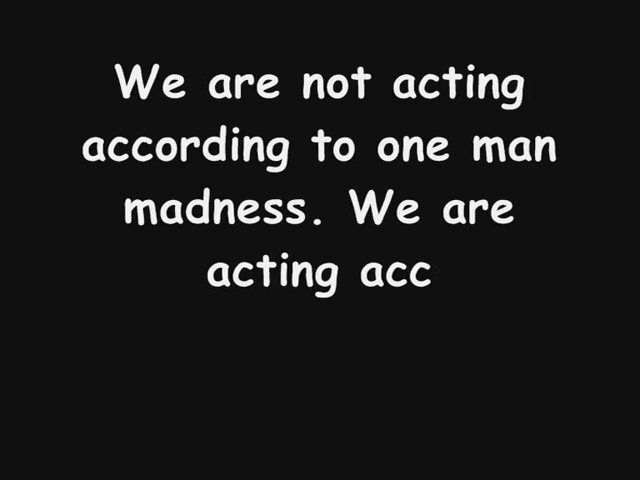 We are not acting
according to one man
madness. We are
acting acc